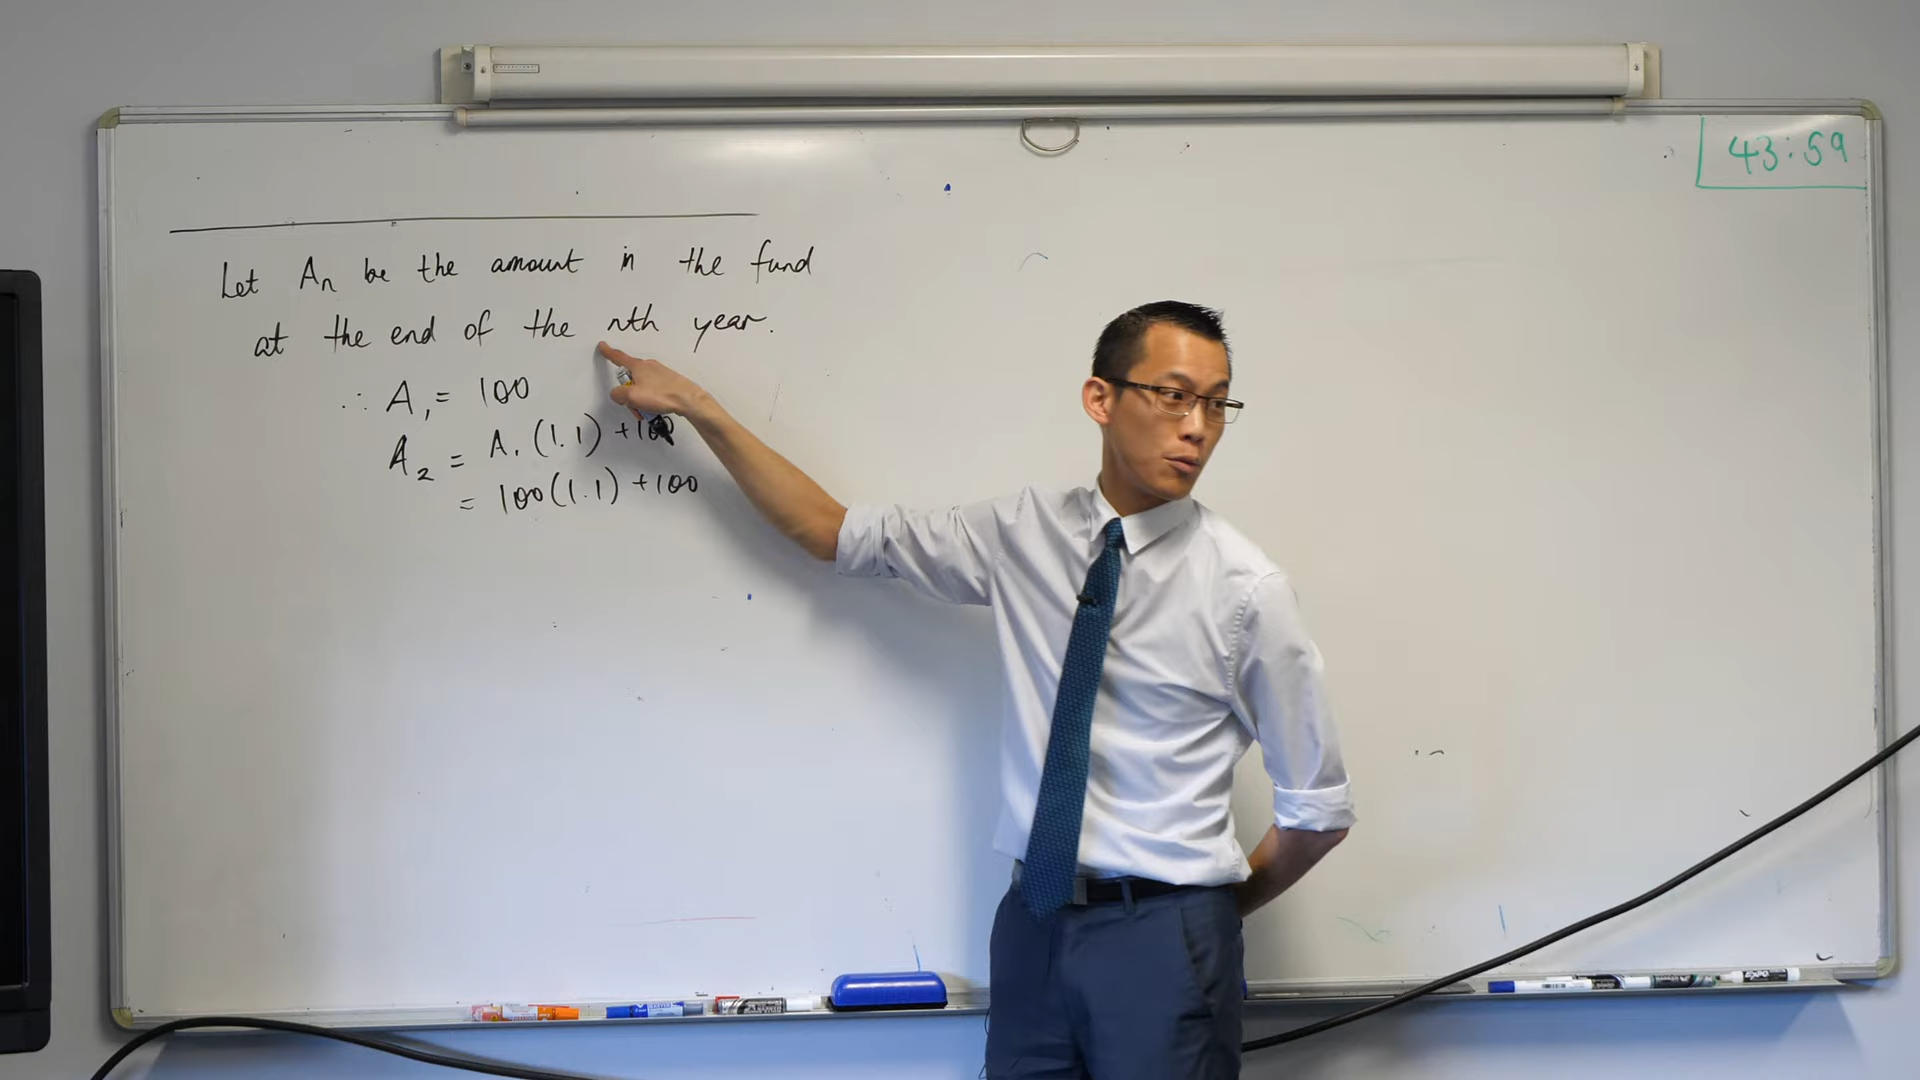 43:59
Let An be the amount in the fund
at the end of the nth year.
∴ A₁ = 100
A₂ = A₁ (1.1) + 100
= 100(1.1) + 100
EXPO